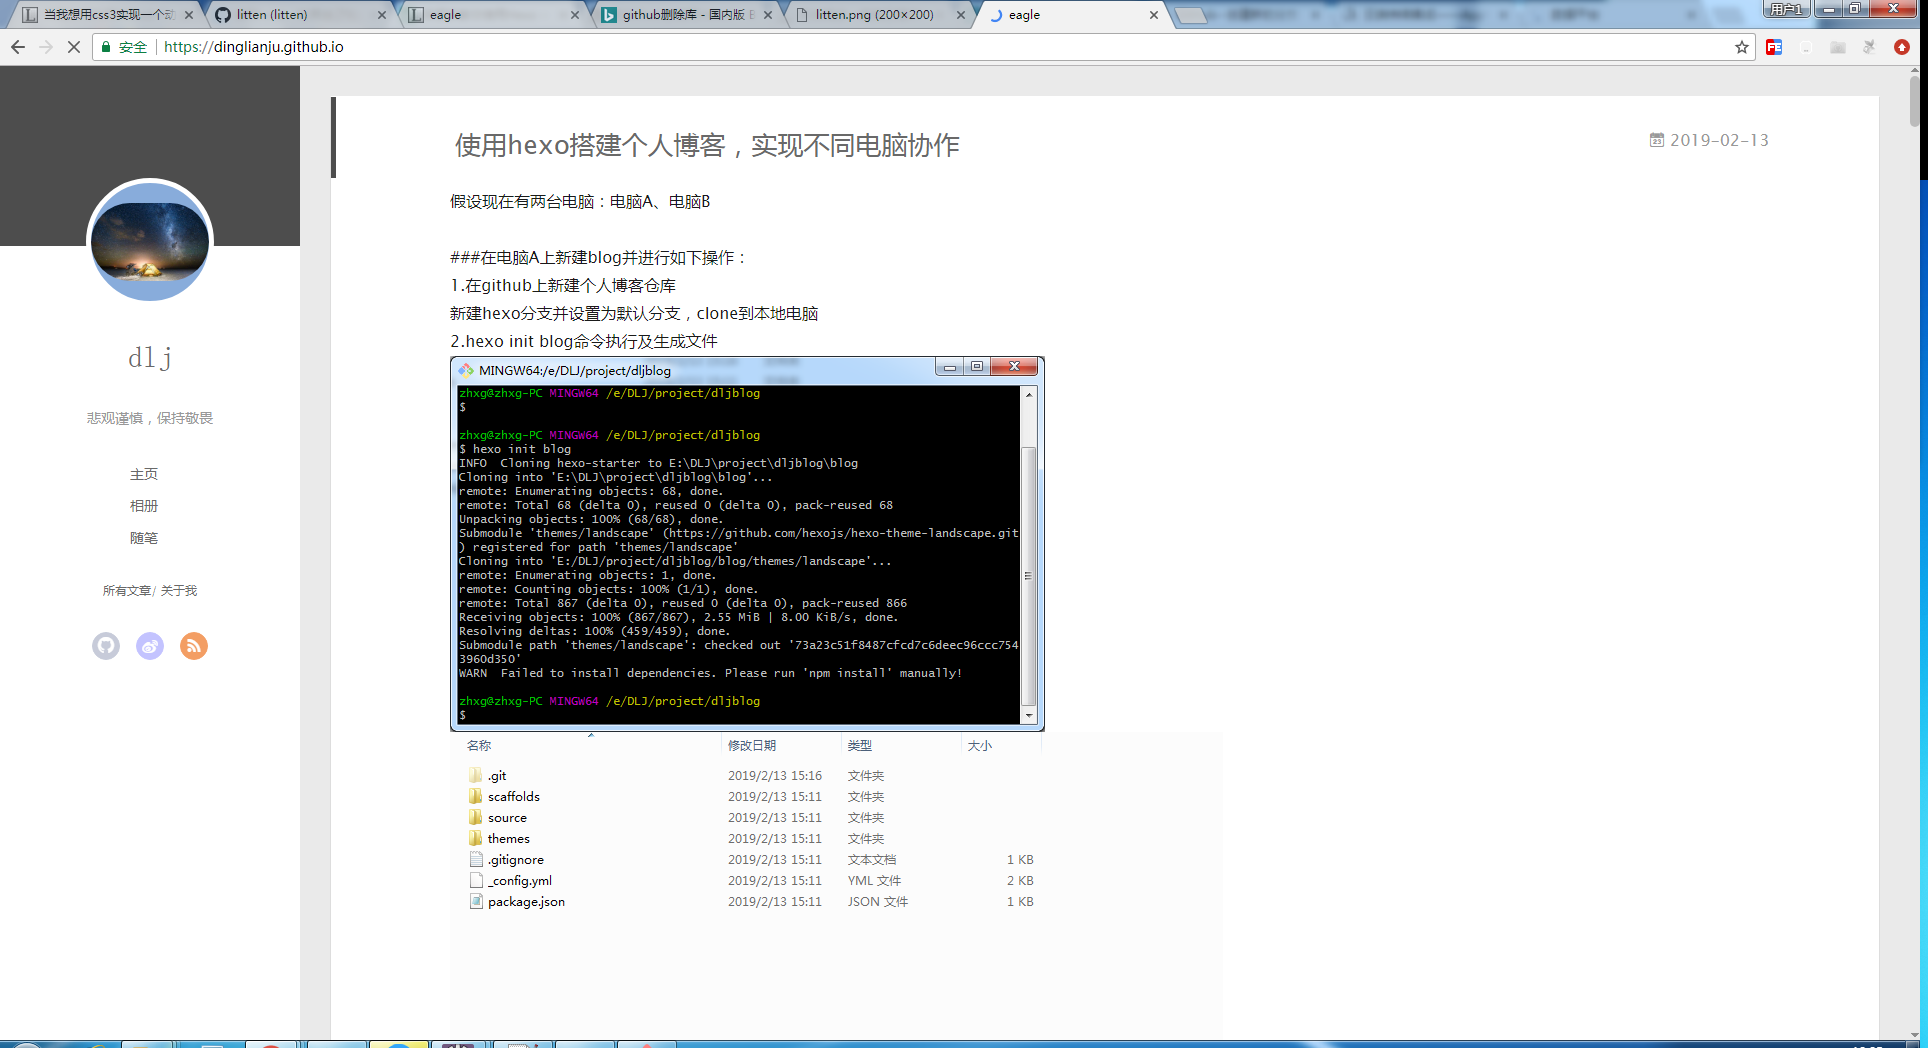 当我想用css3实现一个动
litten (litten)
eagle
github删除库 - 国内版 B
litten.png (200×200)
eagle
用户1
安全
https://dinglianju.github.io
FE
dlj
悲观谨慎，保持敬畏
主页
相册
随笔
所有文章/ 关于我
使用hexo搭建个人博客，实现不同电脑协作
2019-02-13
假设现在有两台电脑：电脑A、电脑B
###在电脑A上新建blog并进行如下操作：
1.在github上新建个人博客仓库
新建hexo分支并设置为默认分支，clone到本地电脑
2.hexo init blog命令执行及生成文件
MINGW64:/e/DLJ/project/dljblog
zhxg@zhxg-PC MINGW64 /e/DLJ/project/dljblog
$
zhxg@zhxg-PC MINGW64 /e/DLJ/project/dljblog
$ hexo init blog
INFO  Cloning hexo-starter to E:\DLJ\project\dljblog\blog
Cloning into 'E:\DLJ\project\dljblog\blog'...
remote: Enumerating objects: 68, done.
remote: Total 68 (delta 0), reused 0 (delta 0), pack-reused 68
Unpacking objects: 100% (68/68), done.
Submodule 'themes/landscape' (https://github.com/hexojs/hexo-theme-landscape.git
) registered for path 'themes/landscape'
Cloning into 'E:/DLJ/project/dljblog/blog/themes/landscape'...
remote: Enumerating objects: 1, done.
remote: Counting objects: 100% (1/1), done.
remote: Total 867 (delta 0), reused 0 (delta 0), pack-reused 866
Receiving objects: 100% (867/867), 2.55 MiB | 8.00 KiB/s, done.
Resolving deltas: 100% (459/459), done.
Submodule path 'themes/landscape': checked out '73a23c51f8487cfcd7c6deec96ccc754
3960d350'
WARN  Failed to install dependencies. Please run 'npm install' manually!
zhxg@zhxg-PC MINGW64 /e/DLJ/project/dljblog
$
名称 修改日期 类型 大小
.git 2019/2/13 15:16 文件夹
scaffolds 2019/2/13 15:11 文件夹
source 2019/2/13 15:11 文件夹
themes 2019/2/13 15:11 文件夹
.gitignore 2019/2/13 15:11 文本文档 1 KB
_config.yml 2019/2/13 15:11 YML 文件 2 KB
package.json 2019/2/13 15:11 JSON 文件 1 KB